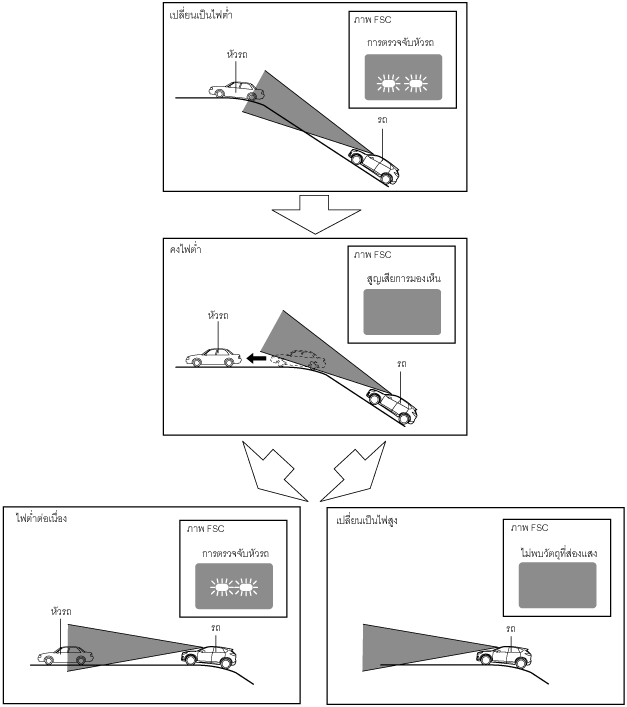 เปลี่ยนเป็นไฟต่ำ
ภาพ FSC
การตรวจจับหัวรถ
หัวรถ
รถ
คงไฟต่ำ
ภาพ FSC
สูญเสียการมองเห็น
หัวรถ
รถ
ไฟต่ำต่อเนื่อง
ภาพ FSC
การตรวจจับหัวรถ
หัวรถ
รถ
เปลี่ยนเป็นไฟสูง
ภาพ FSC
ไม่พบวัตถุที่ส่องแสง
รถ